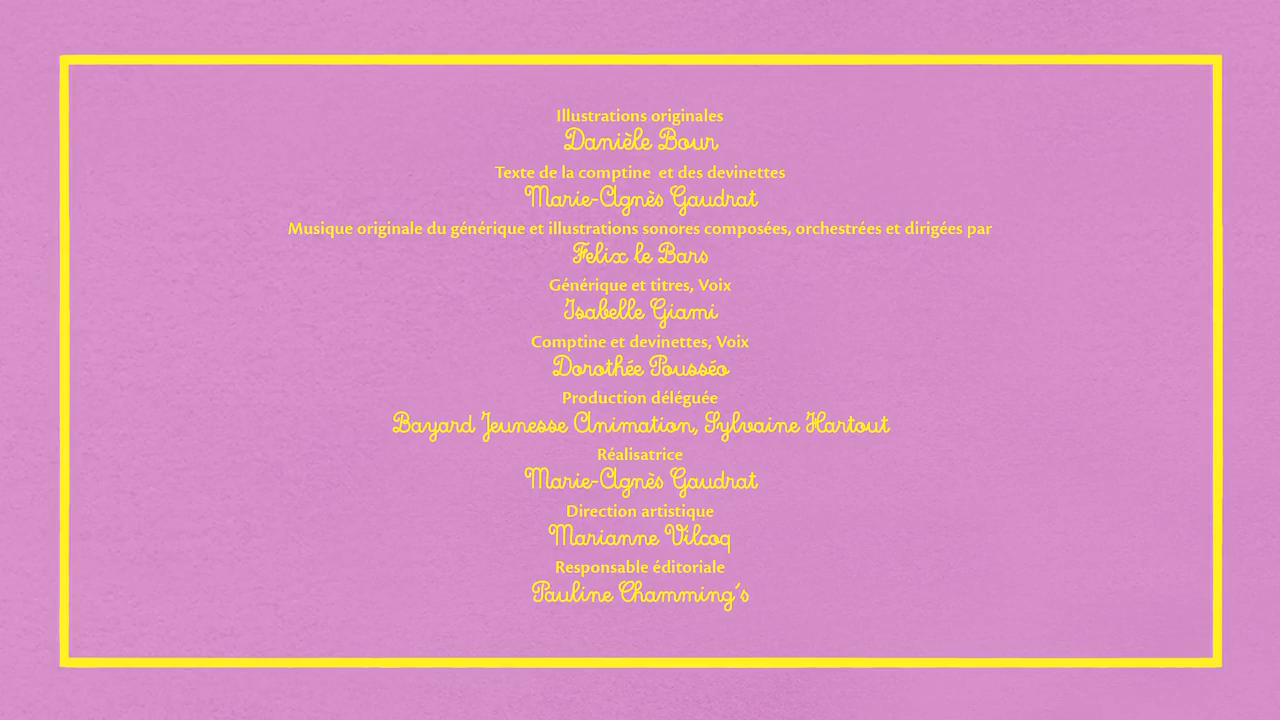 Illustrations originales
Danièle Bour
Texte de la comptine et des devinettes
Marie-Agnès Gaudrat
Musique originale du générique et illustrations sonores composées, orchestrées et dirigées par
Felix le Bars
Générique et titres, Voix
Isabelle Giami
Comptine et devinettes, Voix
Dorothée Pousséo
Production déléguée
Bayard Jeunesse Animation, Sylvaine Hartout
Réalisatrice
Marie-Agnès Gaudrat
Direction artistique
Marianne Vilcoq
Responsable éditoriale
Pauline Chamming's